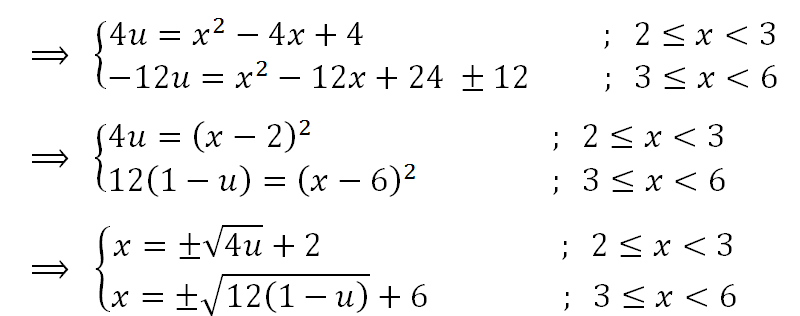 ⟹ {4u = x² − 4x + 4 ; 2 ≤ x < 3
−12u = x² − 12x + 24 ± 12 ; 3 ≤ x < 6
⟹ {4u = (x − 2)² ; 2 ≤ x < 3
12(1 − u) = (x − 6)² ; 3 ≤ x < 6
⟹ {x = ±√4u + 2 ; 2 ≤ x < 3
x = ±√12(1 − u) + 6 ; 3 ≤ x < 6